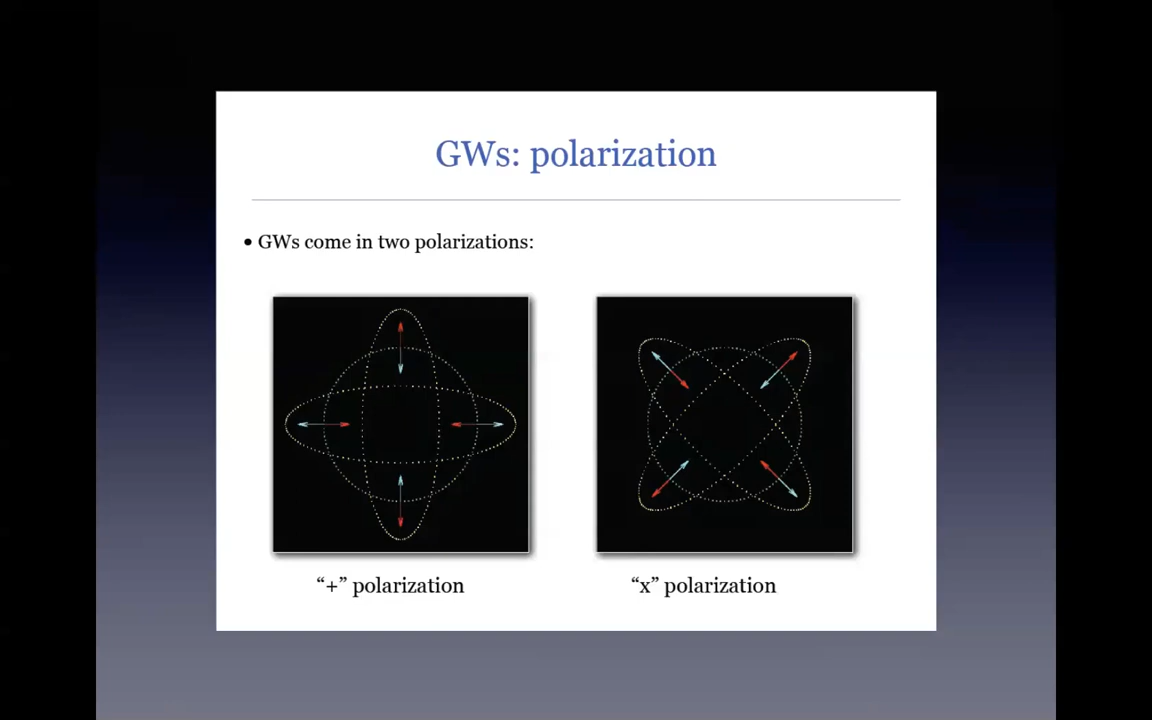 GWs: polarization
• GWs come in two polarizations:
“+” polarization
“x” polarization